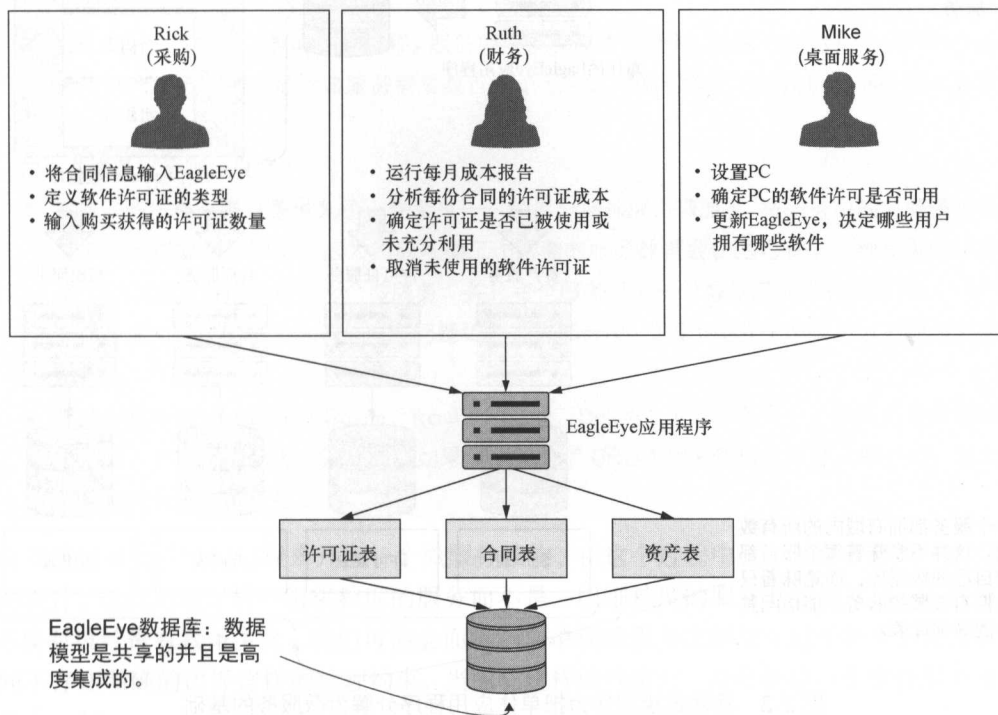 Rick
(采购)
• 将合同信息输入EagleEye
• 定义软件许可证的类型
• 输入购买获得的许可证数量
Ruth
(财务)
• 运行每月成本报告
• 分析每份合同的许可证成本
• 确定许可证是否已被使用或
未充分利用
• 取消未使用的软件许可证
Mike
(桌面服务)
• 设置PC
• 确定PC的软件许可是否可用
• 更新EagleEye，决定哪些用户
拥有哪些软件
EagleEye应用程序
许可证表
合同表
资产表
EagleEye数据库：数据
模型是共享的并且是高
度集成的。